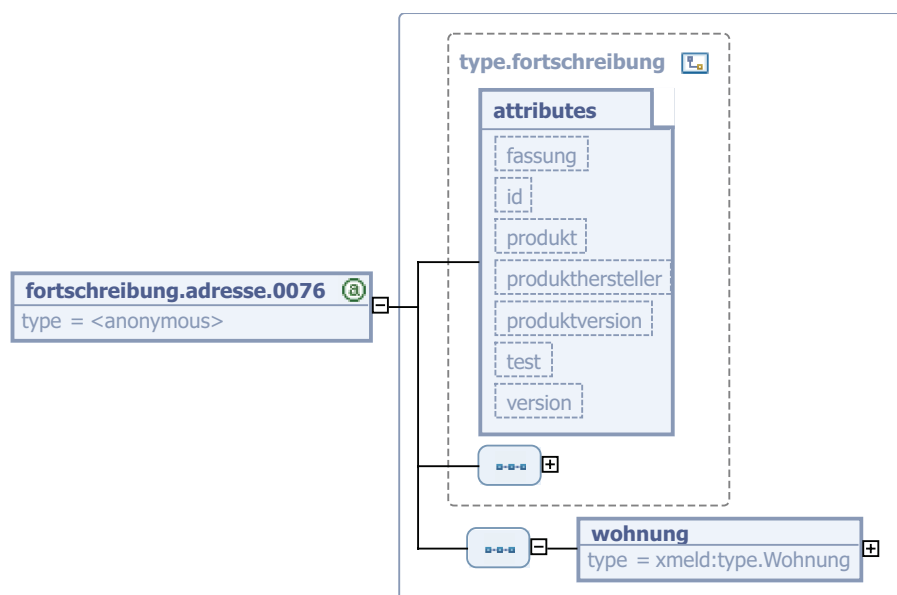 type.fortschreibung
attributes
fassung
id
produkt
produkthersteller
produktversion
test
version
fortschreibung.adresse.0076 a
type = <anonymous>
wohnung
type = xmeld:type.Wohnung